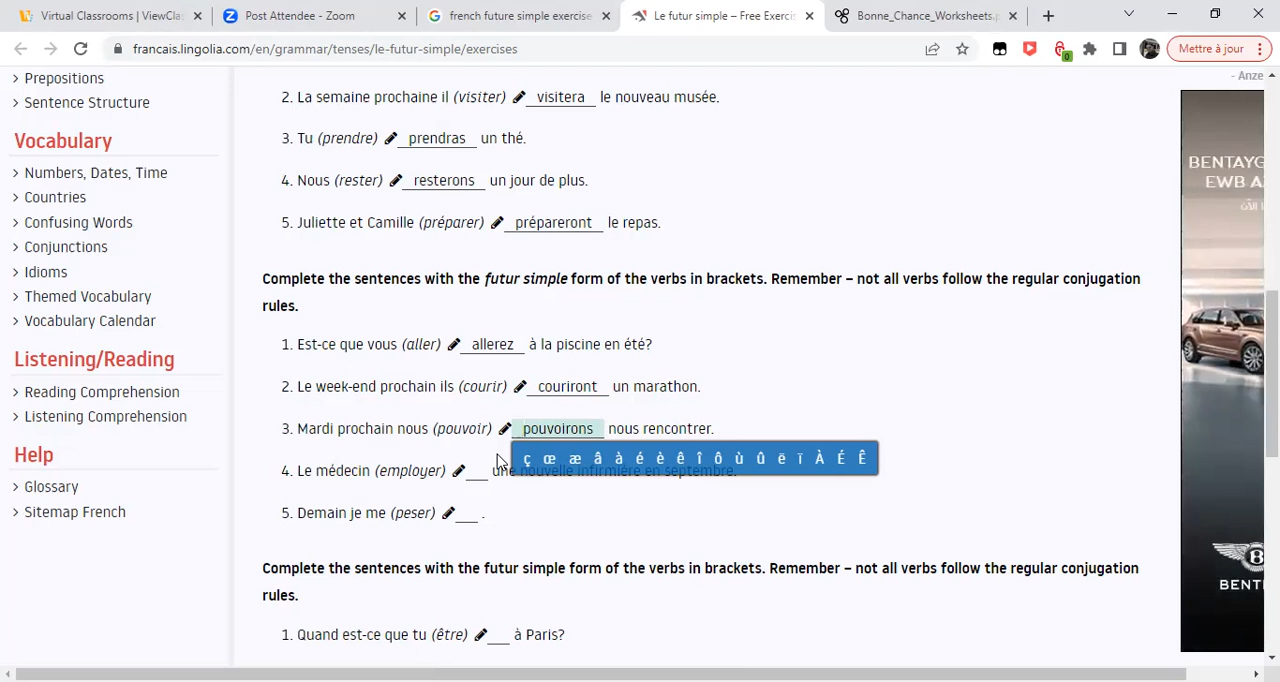 Virtual Classrooms | ViewClas
Post Attendee - Zoom
french future simple exercise
Le futur simple – Free Exerci
Bonne_Chance_Worksheets.p
francais.lingolia.com/en/grammar/tenses/le-futur-simple/exercises
0
Mettre à jour
Prepositions
Sentence Structure
Vocabulary
Numbers, Dates, Time
Countries
Confusing Words
Conjunctions
Idioms
Themed Vocabulary
Vocabulary Calendar
Listening/Reading
Reading Comprehension
Listening Comprehension
Help
Glossary
Sitemap French
2. La semaine prochaine il (visiter) visitera le nouveau musée.
3. Tu (prendre) prendras un thé.
4. Nous (rester) resterons un jour de plus.
5. Juliette et Camille (préparer) prépareront le repas.
Complete the sentences with the futur simple form of the verbs in brackets. Remember – not all verbs follow the regular conjugation
rules.
1. Est-ce que vous (aller) allerez à la piscine en été?
2. Le week-end prochain ils (courir) couriront un marathon.
3. Mardi prochain nous (pouvoir) pouvoirons nous rencontrer.
ç œ æ â à é è ê î ô ù û ë ï À É Ê
4. Le médecin (employer) __ une nouvelle infirmière en septembre.
5. Demain je me (peser) __ .
Complete the sentences with the futur simple form of the verbs in brackets. Remember – not all verbs follow the regular conjugation
rules.
1. Quand est-ce que tu (être) __ à Paris?
- Anze
BENTAYG
EWB A
BENTL